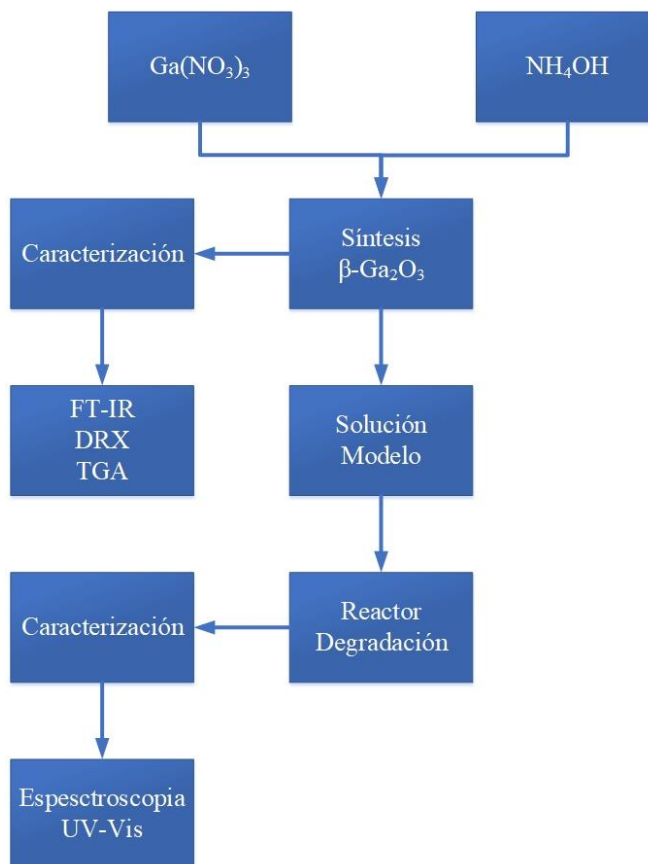 Ga(NO₃)₃
NH₄OH
Caracterización
Síntesis
β-Ga₂O₃
FT-IR
DRX
TGA
Solución
Modelo
Caracterización
Reactor
Degradación
Espesctroscopia
UV-Vis